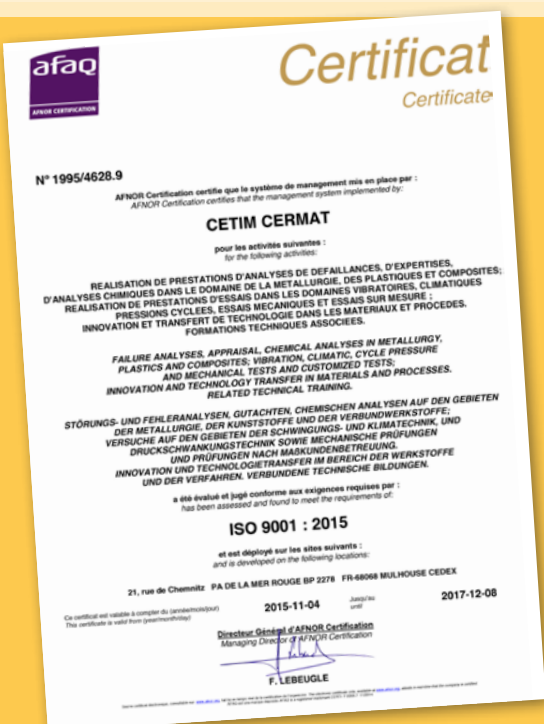 afaq
AFNOR CERTIFICATION
Certificat
Certificate
N° 1995/4628.9
AFNOR Certification certifie que le système de management mis en place par :
AFNOR Certification certifies that the management system implemented by:
CETIM CERMAT
pour les activités suivantes :
for the following activities:
REALISATION DE PRESTATIONS D'ANALYSES DE DEFAILLANCES, D'EXPERTISES,
D'ANALYSES CHIMIQUES DANS LE DOMAINE DE LA METALLURGIE, DES PLASTIQUES ET COMPOSITES;
REALISATION DE PRESTATIONS D'ESSAIS DANS LES DOMAINES VIBRATOIRES, CLIMATIQUES
PRESSIONS CYCLEES, ESSAIS MECANIQUES ET ESSAIS SUR MESURE ;
INNOVATION ET TRANSFERT DE TECHNOLOGIE DANS LES MATERIAUX ET PROCEDES.
FORMATIONS TECHNIQUES ASSOCIEES.
FAILURE ANALYSES, APPRAISAL, CHEMICAL ANALYSES IN METALLURGY,
PLASTICS AND COMPOSITES; VIBRATION, CLIMATIC, CYCLE PRESSURE
AND MECHANICAL TESTS AND CUSTOMIZED TESTS;
INNOVATION AND TECHNOLOGY TRANSFER IN MATERIALS AND PROCESSES.
RELATED TECHNICAL TRAINING.
STÖRUNGS- UND FEHLERANALYSEN, GUTACHTEN, CHEMISCHEN ANALYSEN AUF DEN GEBIETEN
DER METALLURGIE, DER KUNSTSTOFFE UND DER VERBUNDWERKSTOFFE;
VERSUCHE AUF DEN GEBIETEN DER SCHWINGUNGS- UND KLIMATECHNIK, UND
DRUCKSCHWANKUNGSTECHNIK SOWIE MECHANISCHE PRÜFUNGEN
UND PRÜFUNGEN NACH MAßKUNDENBETREUUNG.
INNOVATION UND TECHNOLOGIETRANSFER IM BEREICH DER WERKSTOFFE
UND DER VERFAHREN. VERBUNDENE TECHNISCHE BILDUNGEN.
a été évalué et jugé conforme aux exigences requises par :
has been assessed and found to meet the requirements of:
ISO 9001 : 2015
et est déployé sur les sites suivants :
and is developed on the following locations:
21, rue de Chemnitz PA DE LA MER ROUGE BP 2278 FR-68068 MULHOUSE CEDEX
Ce certificat est valable à compter du (année/mois/jour)
This certificate is valid from (year/month/day)
2015-11-04
Jusqu'au
until
2017-12-08
Directeur Général d'AFNOR Certification
Managing Director of AFNOR Certification
F. LEBEUGLE